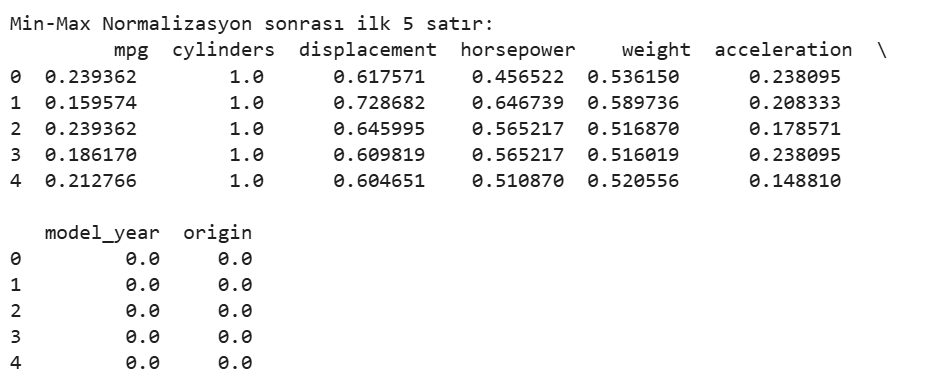 Min-Max Normalizasyon sonrası ilk 5 satır:
        mpg  cylinders  displacement  horsepower    weight  acceleration  \
0  0.239362        1.0      0.617571    0.456522  0.536150      0.238095
1  0.159574        1.0      0.728682    0.646739  0.589736      0.208333
2  0.239362        1.0      0.645995    0.565217  0.516870      0.178571
3  0.186170        1.0      0.609819    0.565217  0.516019      0.238095
4  0.212766        1.0      0.604651    0.510870  0.520556      0.148810
   model_year  origin
0         0.0     0.0
1         0.0     0.0
2         0.0     0.0
3         0.0     0.0
4         0.0     0.0